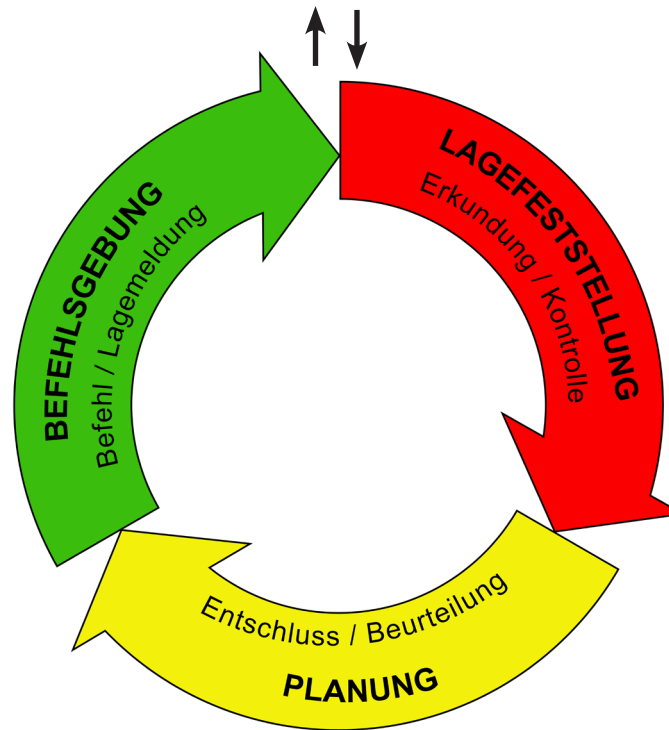 LAGEFESTSTELLUNG
Erkundung / Kontrolle
Entschluss / Beurteilung
PLANUNG
BEFEHLSGEBUNG
Befehl / Lagemeldung